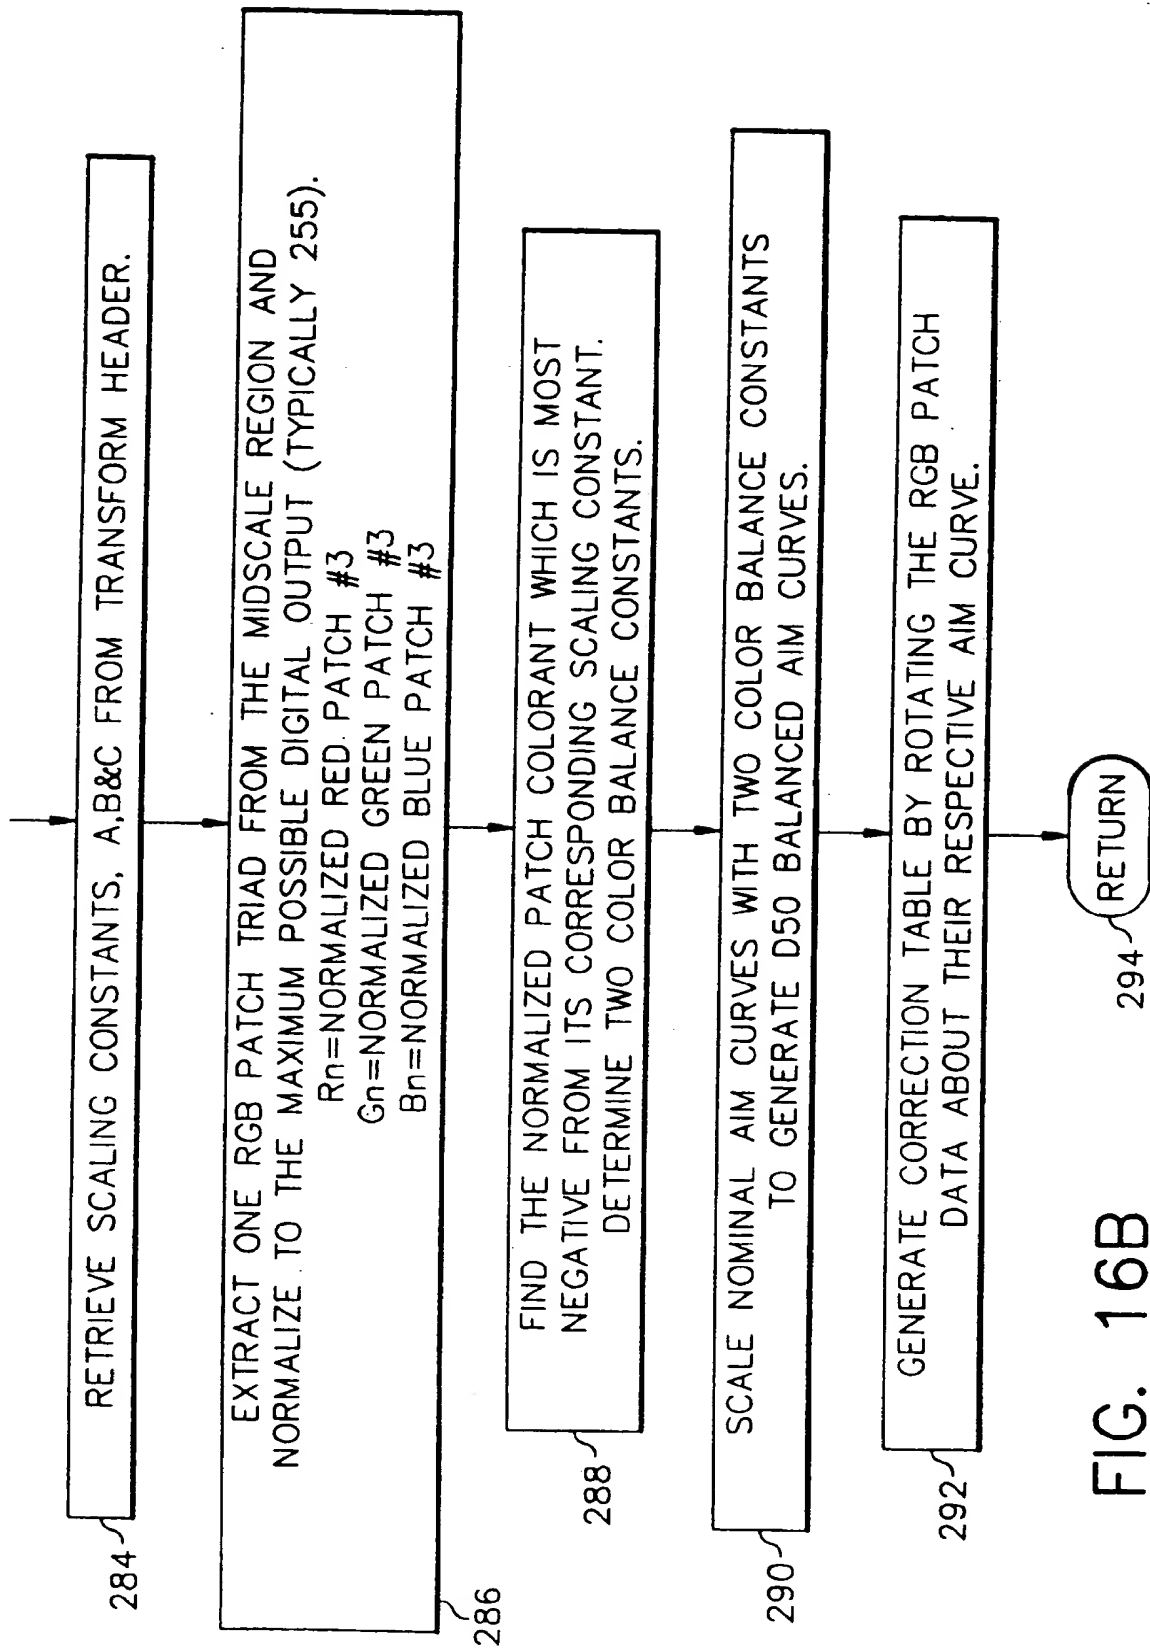 RETRIEVE SCALING CONSTANTS, A,B&C FROM TRANSFORM HEADER.
284
EXTRACT ONE RGB PATCH TRIAD FROM THE MIDSCALE REGION AND
NORMALIZE TO THE MAXIMUM POSSIBLE DIGITAL OUTPUT (TYPICALLY 255).
Rn=NORMALIZED RED PATCH #3
Gn=NORMALIZED GREEN PATCH #3
Bn=NORMALIZED BLUE PATCH #3
286
FIND THE NORMALIZED PATCH COLORANT WHICH IS MOST
NEGATIVE FROM ITS CORRESPONDING SCALING CONSTANT.
DETERMINE TWO COLOR BALANCE CONSTANTS.
288
SCALE NOMINAL AIM CURVES WITH TWO COLOR BALANCE CONSTANTS
TO GENERATE D50 BALANCED AIM CURVES.
290
GENERATE CORRECTION TABLE BY ROTATING THE RGB PATCH
DATA ABOUT THEIR RESPECTIVE AIM CURVE.
292
RETURN
294
FIG. 16B